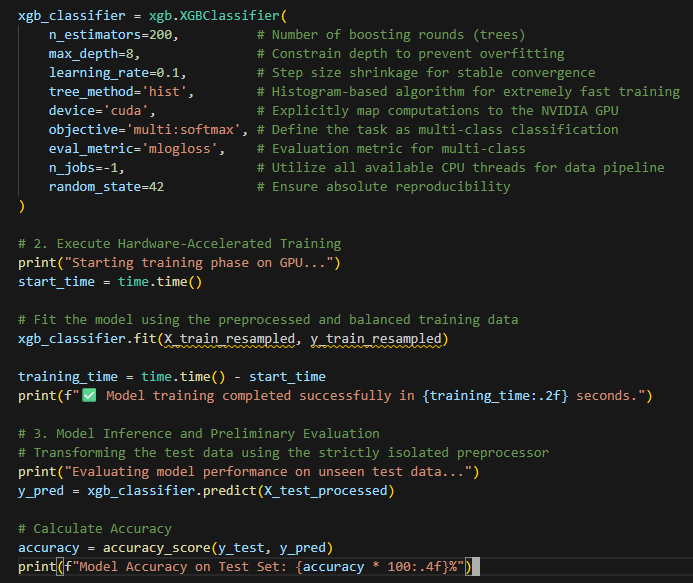 xgb_classifier = xgb.XGBClassifier(
    n_estimators=200,          # Number of boosting rounds (trees)
    max_depth=8,               # Constrain depth to prevent overfitting
    learning_rate=0.1,         # Step size shrinkage for stable convergence
    tree_method='hist',        # Histogram-based algorithm for extremely fast training
    device='cuda',             # Explicitly map computations to the NVIDIA GPU
    objective='multi:softmax', # Define the task as multi-class classification
    eval_metric='mlogloss',    # Evaluation metric for multi-class
    n_jobs=-1,                 # Utilize all available CPU threads for data pipeline
    random_state=42            # Ensure absolute reproducibility
)

# 2. Execute Hardware-Accelerated Training
print("Starting training phase on GPU...")
start_time = time.time()

# Fit the model using the preprocessed and balanced training data
xgb_classifier.fit(X_train_resampled, y_train_resampled)

training_time = time.time() - start_time
print(f"✅ Model training completed successfully in {training_time:.2f} seconds.")

# 3. Model Inference and Preliminary Evaluation
# Transforming the test data using the strictly isolated preprocessor
print("Evaluating model performance on unseen test data...")
y_pred = xgb_classifier.predict(X_test_processed)

# Calculate Accuracy
accuracy = accuracy_score(y_test, y_pred)
print(f"Model Accuracy on Test Set: {accuracy * 100:.4f}%")